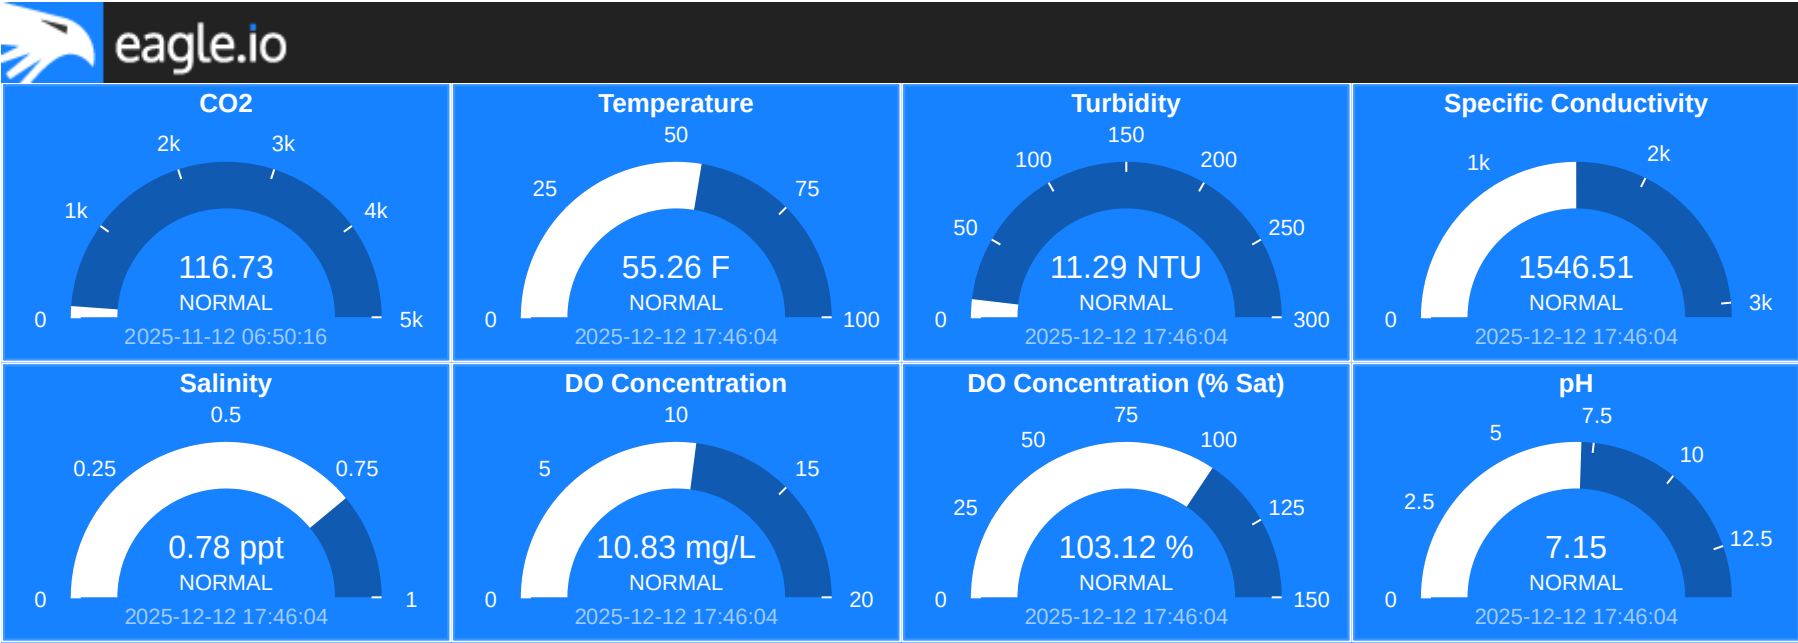 eagle.io
CO2
0
1k
2k
3k
4k
5k
116.73
NORMAL
2025-11-12 06:50:16
Temperature
0
25
50
75
100
55.26 F
NORMAL
2025-12-12 17:46:04
Turbidity
0
50
100
150
200
250
300
11.29 NTU
NORMAL
2025-12-12 17:46:04
Specific Conductivity
0
1k
2k
3k
1546.51
NORMAL
2025-12-12 17:46:04
Salinity
0
0.25
0.5
0.75
1
0.78 ppt
NORMAL
2025-12-12 17:46:04
DO Concentration
0
5
10
15
20
10.83 mg/L
NORMAL
2025-12-12 17:46:04
DO Concentration (% Sat)
0
25
50
75
100
125
150
103.12 %
NORMAL
2025-12-12 17:46:04
pH
0
2.5
5
7.5
10
12.5
7.15
NORMAL
2025-12-12 17:46:04